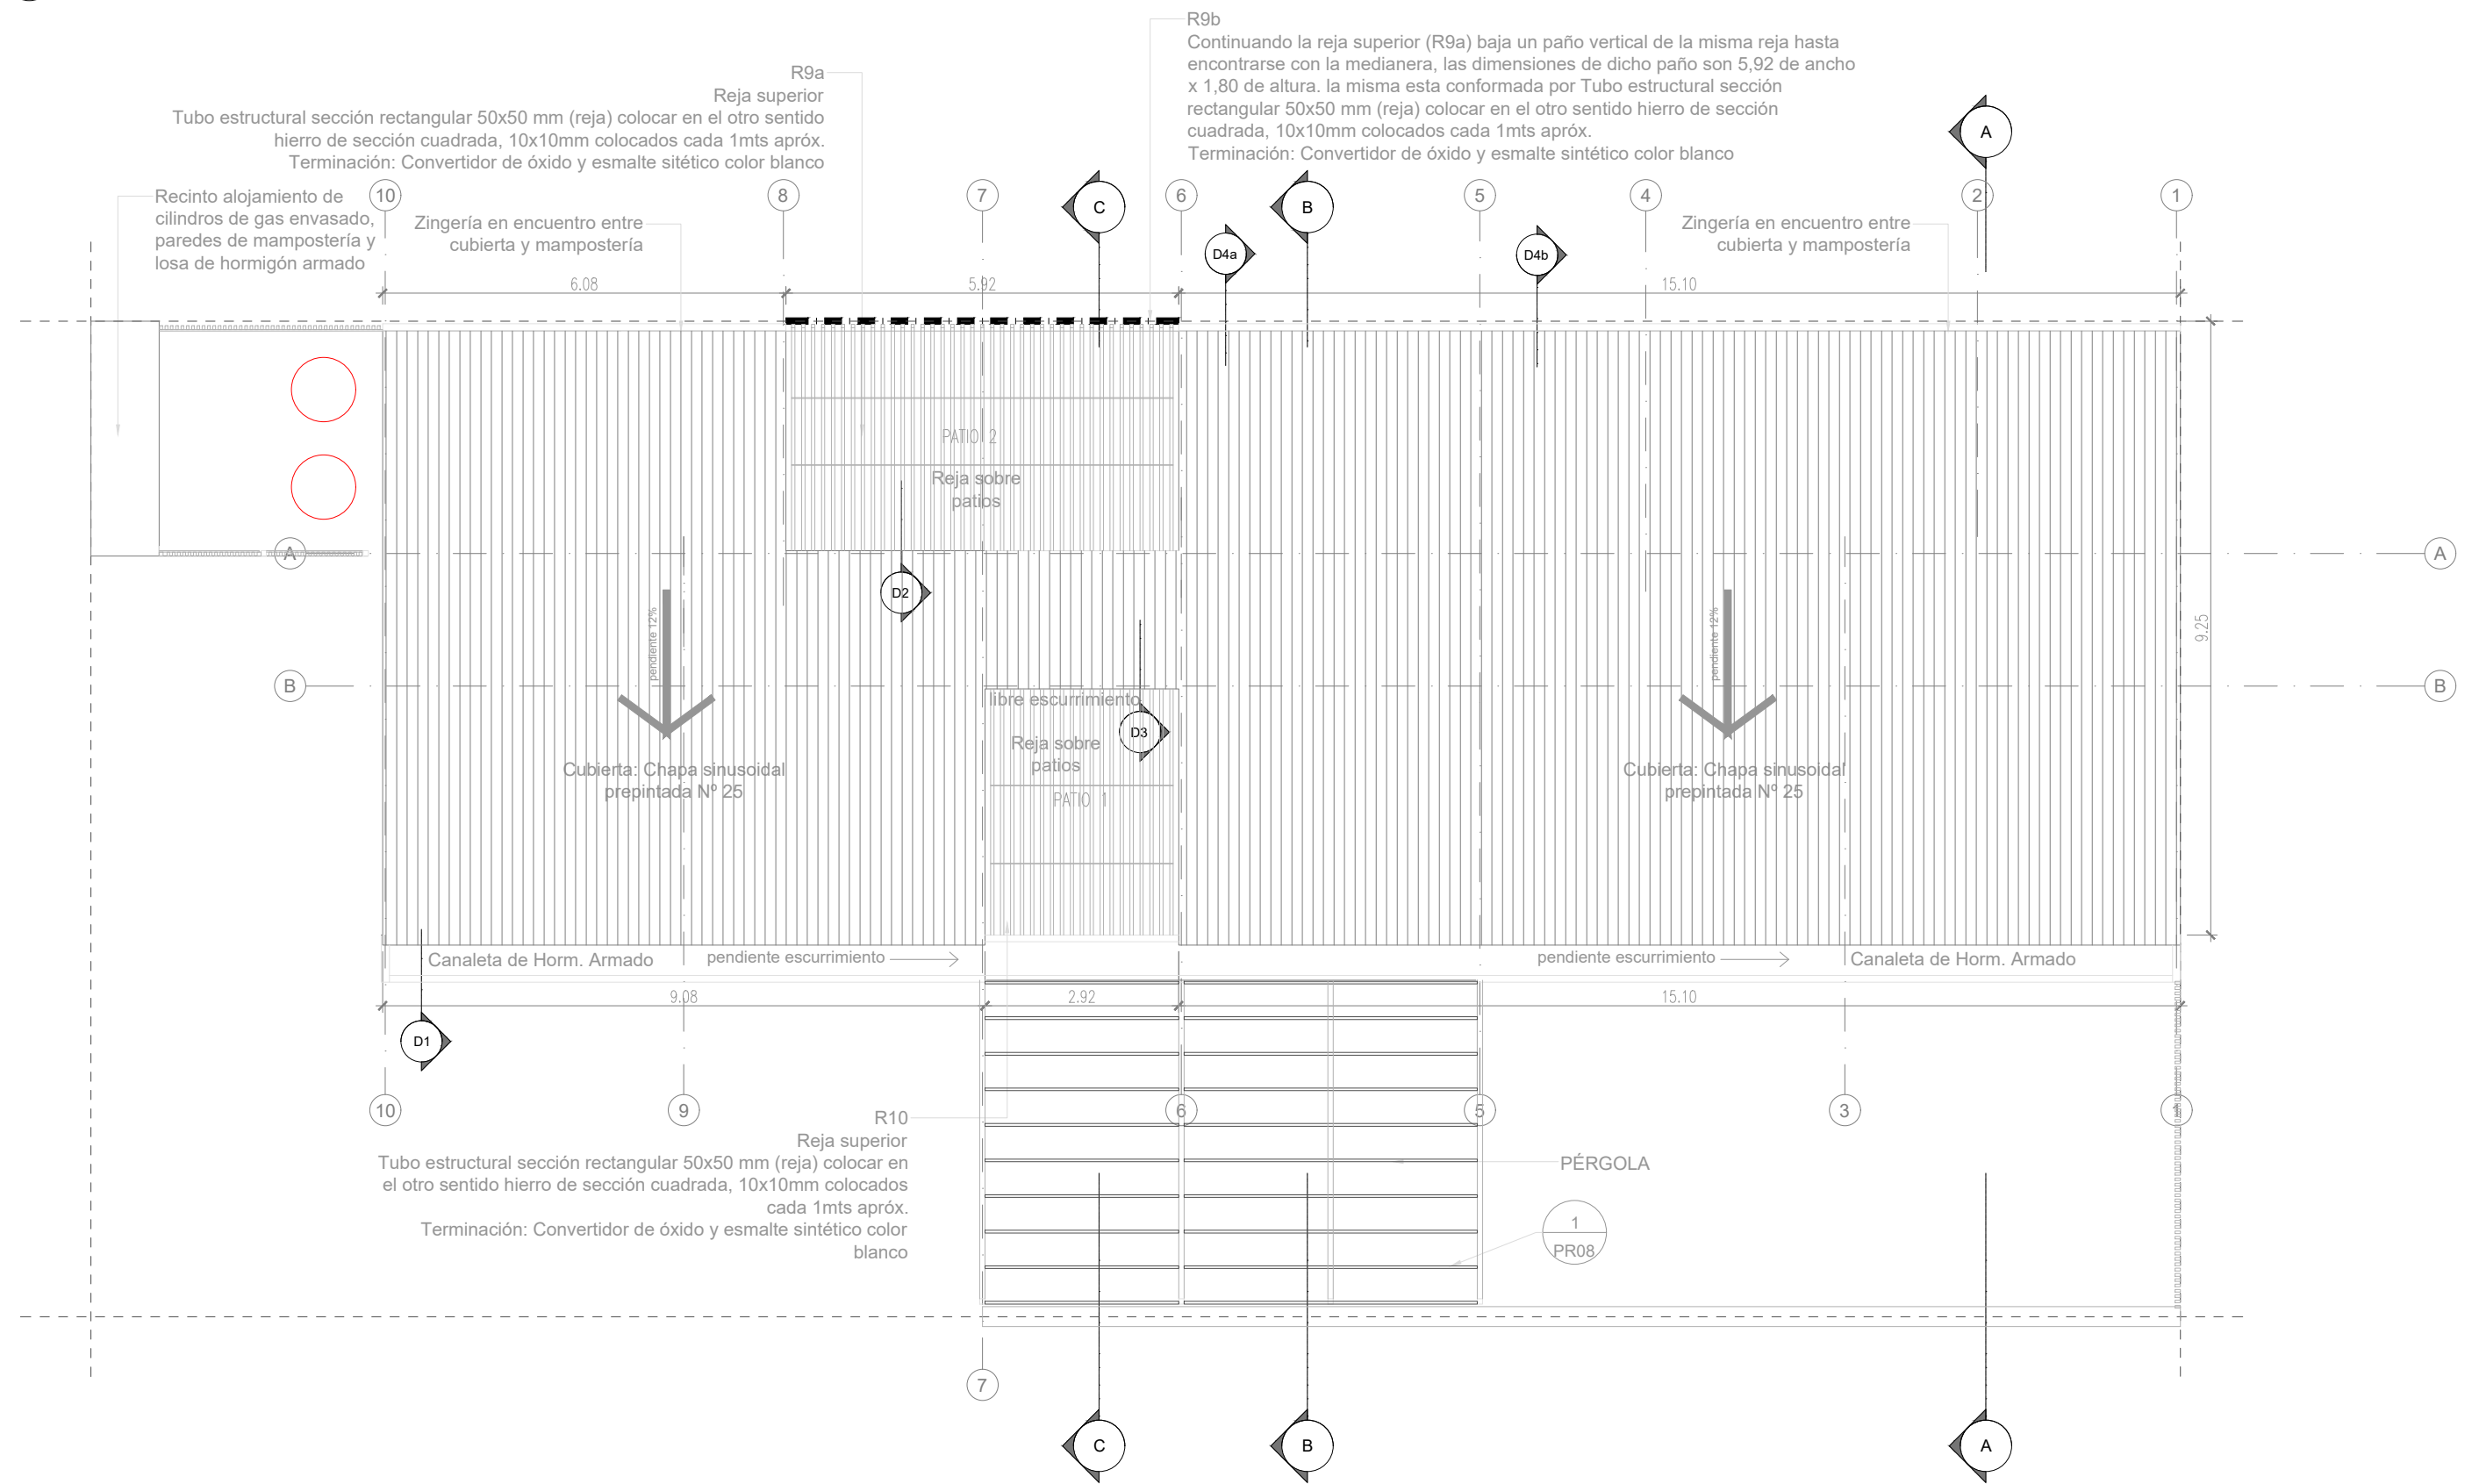 R9b
Continuando la reja superior (R9a) baja un paño vertical de la misma reja hasta
encontrarse con la medianera, las dimensiones de dicho paño son 5,92 de ancho
x 1,80 de altura. la misma esta conformada por Tubo estructural sección
rectangular 50x50 mm (reja) colocar en el otro sentido hierro de sección
cuadrada, 10x10mm colocados cada 1mts apróx.
Terminación: Convertidor de óxido y esmalte sintético color blanco
R9a
Reja superior
Tubo estructural sección rectangular 50x50 mm (reja) colocar en el otro sentido
hierro de sección cuadrada, 10x10mm colocados cada 1mts apróx.
Terminación: Convertidor de óxido y esmalte sitético color blanco
A
Recinto alojamiento de
cilindros de gas envasado,
paredes de mampostería y
losa de hormigón armado
10
8
7
C
6
B
5
4
2
1
Zingería en encuentro entre
cubierta y mampostería
D4a
D4b
Zingería en encuentro entre
cubierta y mampostería
6.08
5.92
15.10
PATIO 2
Reja sobre
patios
A
A
D2
pendiente 12%
pendiente 12%
9.25
B
B
libre escurrimiento
D3
Reja sobre
patios
PATIO 1
Cubierta: Chapa sinusoidal
prepintada Nº 25
Cubierta: Chapa sinusoidal
prepintada Nº 25
Canaleta de Horm. Armado
pendiente escurrimiento
pendiente escurrimiento
Canaleta de Horm. Armado
9.08
2.92
15.10
D1
10
9
6
5
3
1
R10
Reja superior
Tubo estructural sección rectangular 50x50 mm (reja) colocar en
el otro sentido hierro de sección cuadrada, 10x10mm colocados
cada 1mts apróx.
Terminación: Convertidor de óxido y esmalte sintético color
blanco
PÉRGOLA
1
PR08
7
C
B
A